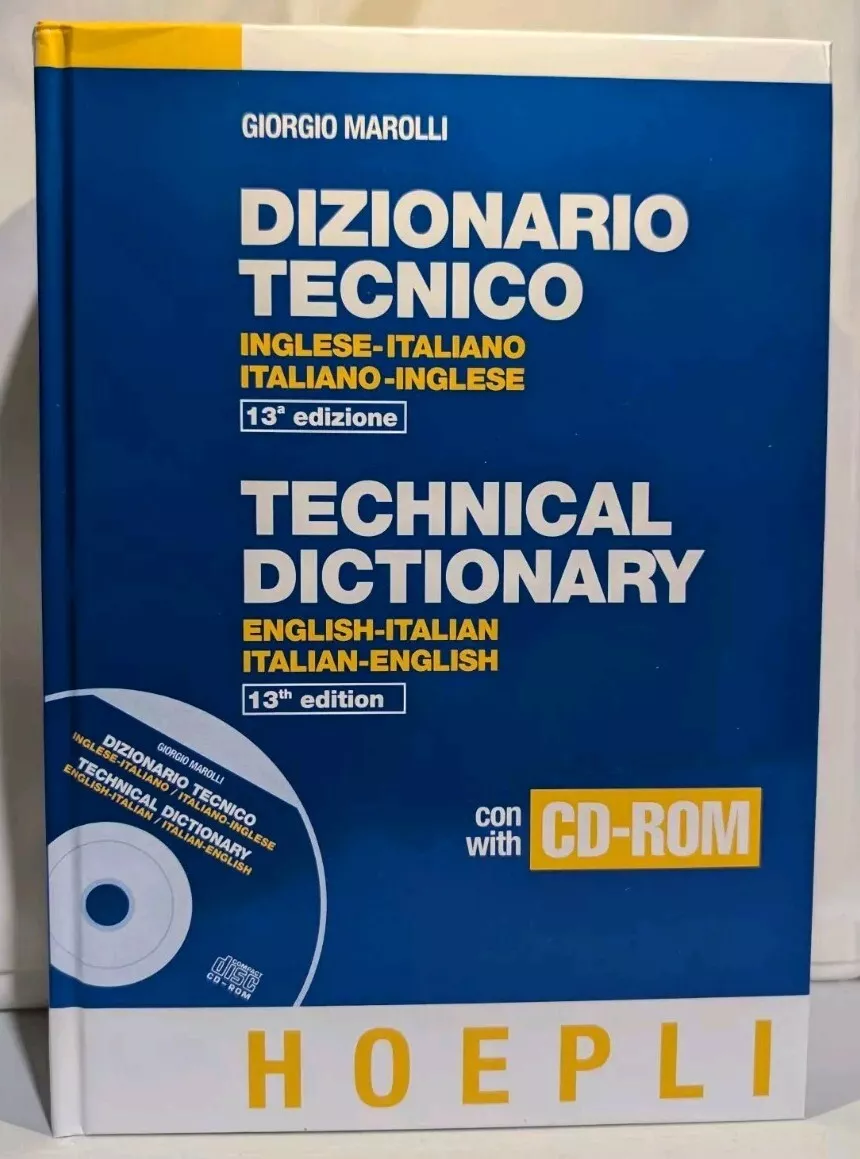 GIORGIO MAROLLI
DIZIONARIO
TECNICO
INGLESE-ITALIANO
ITALIANO-INGLESE
13ª edizione
TECHNICAL
DICTIONARY
ENGLISH-ITALIAN
ITALIAN-ENGLISH
13th edition
GIORGIO MAROLLI
DIZIONARIO TECNICO
INGLESE-ITALIANO / ITALIANO-INGLESE
TECHNICAL DICTIONARY
ENGLISH-ITALIAN / ITALIAN-ENGLISH
COMPACT
disc
CD-ROM
con
with CD-ROM
HOEPLI